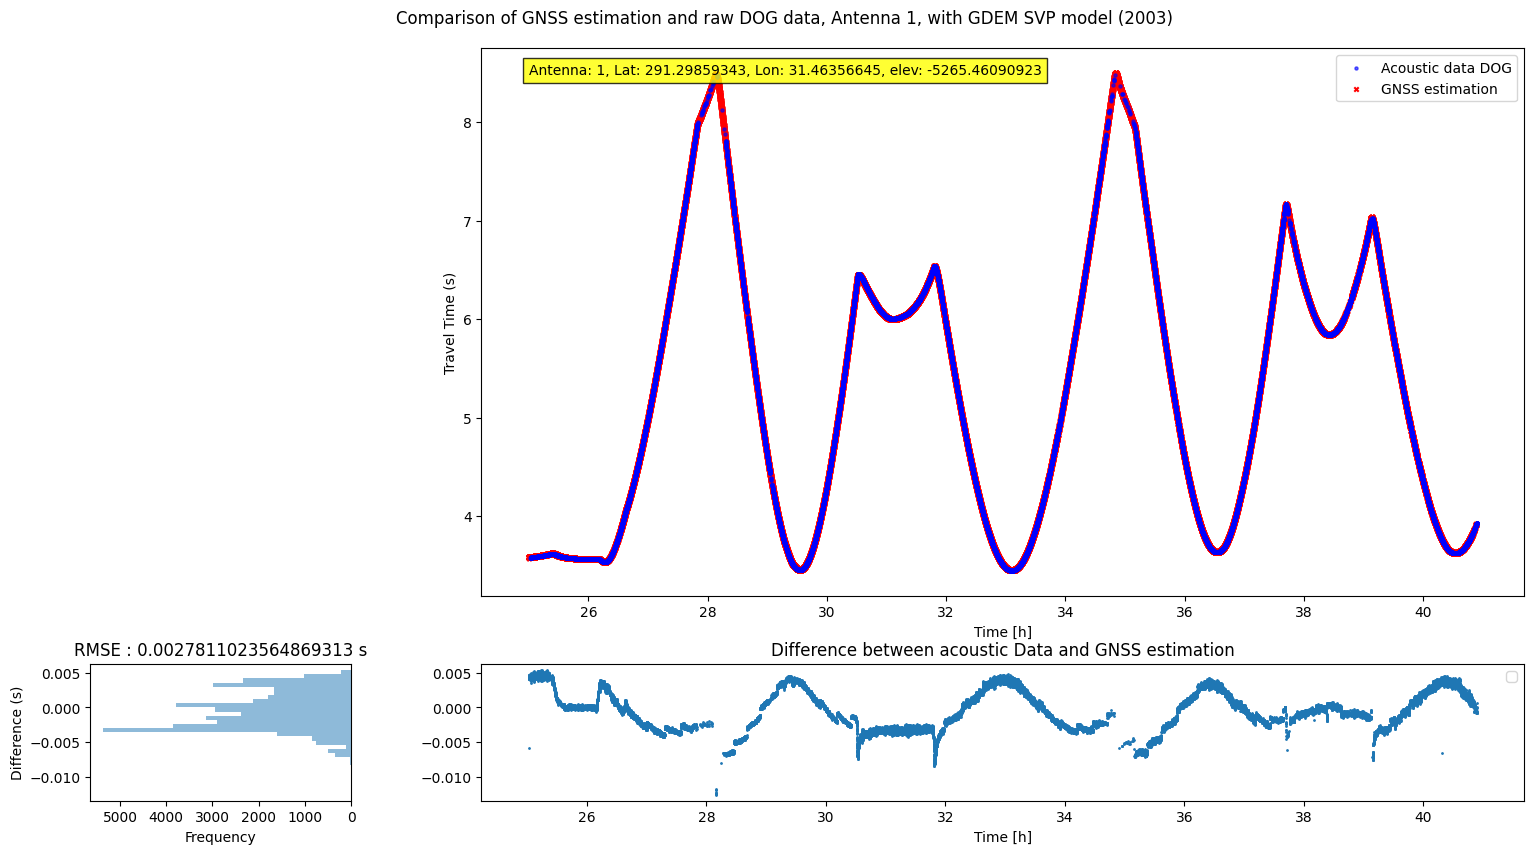 Comparison of GNSS estimation and raw DOG data, Antenna 1, with GDEM SVP model (2003)
Antenna: 1, Lat: 291.29859343, Lon: 31.46356645, elev: -5265.46090923
Acoustic data DOG
GNSS estimation
8
7
6
5
4
Travel Time (s)
26 28 30 32 34 36 38 40
Time [h]
RMSE : 0.0027811023564869313 s
0.005
0.000
−0.005
−0.010
Difference (s)
5000 4000 3000 2000 1000 0
Frequency
Difference between acoustic Data and GNSS estimation
0.005
0.000
−0.005
−0.010
26 28 30 32 34 36 38 40
Time [h]